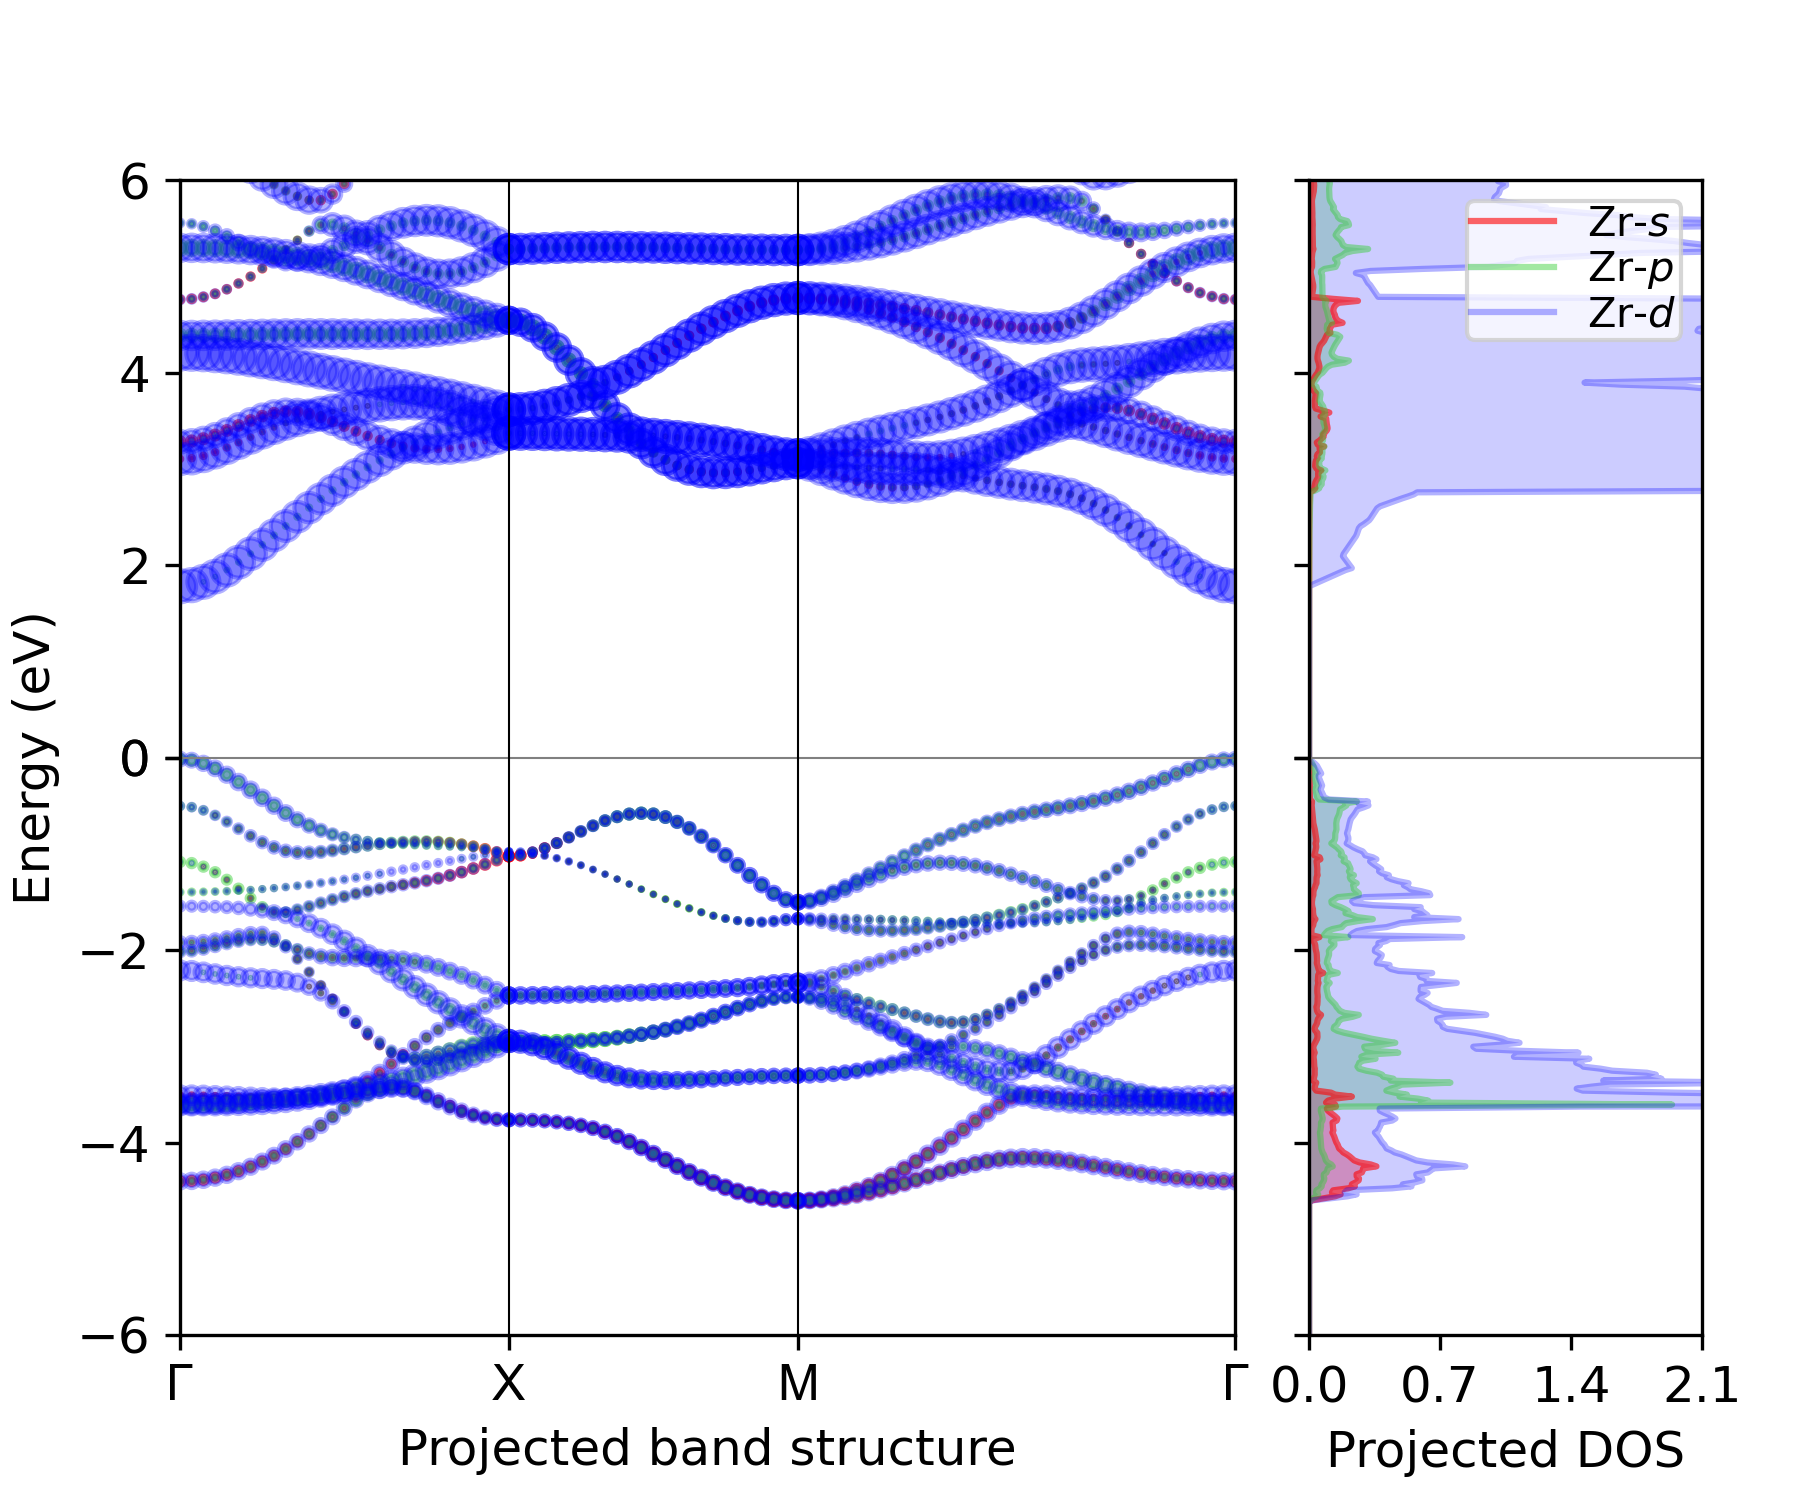 6
4
2
0
−2
−4
−6
Energy (eV)
Γ X M Γ
Projected band structure
Zr-s
Zr-p
Zr-d
0.0 0.7 1.4 2.1
Projected DOS